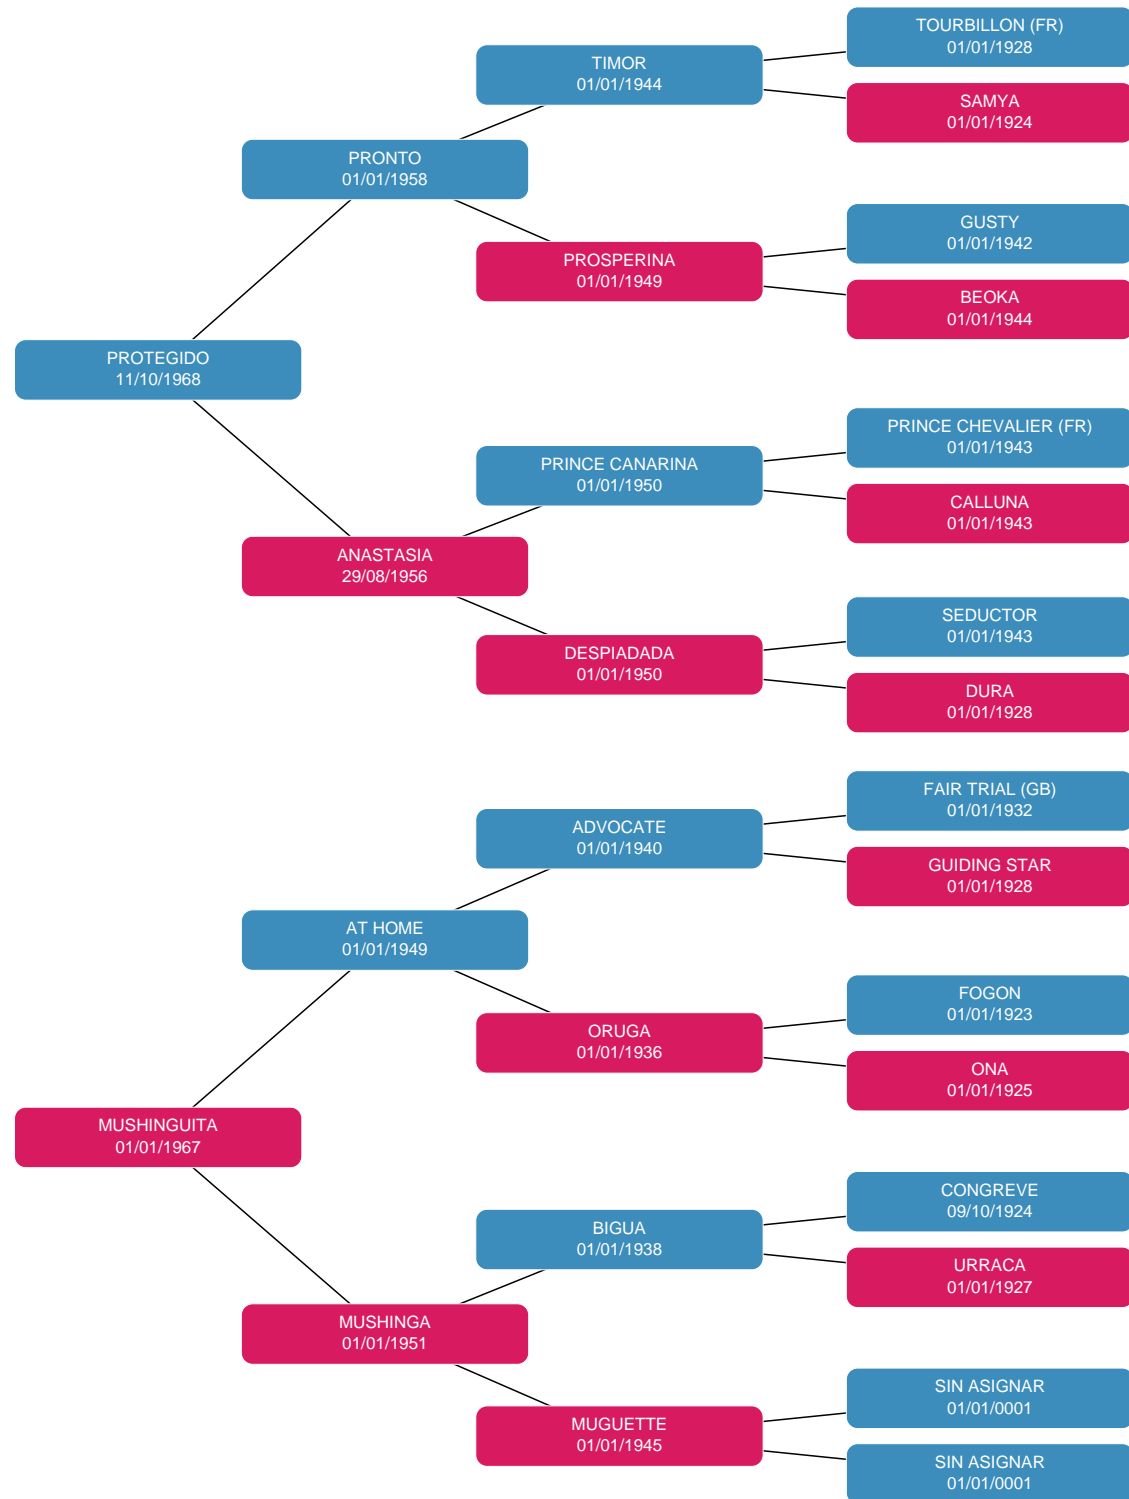 TOURBILLON (FR)
01/01/1928
TIMOR
01/01/1944
SAMYA
01/01/1924
PRONTO
01/01/1958
GUSTY
01/01/1942
PROSPERINA
01/01/1949
BEOKA
01/01/1944
PROTEGIDO
11/10/1968
PRINCE CHEVALIER (FR)
01/01/1943
PRINCE CANARINA
01/01/1950
CALLUNA
01/01/1943
ANASTASIA
29/08/1956
SEDUCTOR
01/01/1943
DESPIADADA
01/01/1950
DURA
01/01/1928
FAIR TRIAL (GB)
01/01/1932
ADVOCATE
01/01/1940
GUIDING STAR
01/01/1928
AT HOME
01/01/1949
FOGON
01/01/1923
ORUGA
01/01/1936
ONA
01/01/1925
MUSHINGUITA
01/01/1967
CONGREVE
09/10/1924
BIGUA
01/01/1938
URRACA
01/01/1927
MUSHINGA
01/01/1951
SIN ASIGNAR
01/01/0001
MUGUETTE
01/01/1945
SIN ASIGNAR
01/01/0001